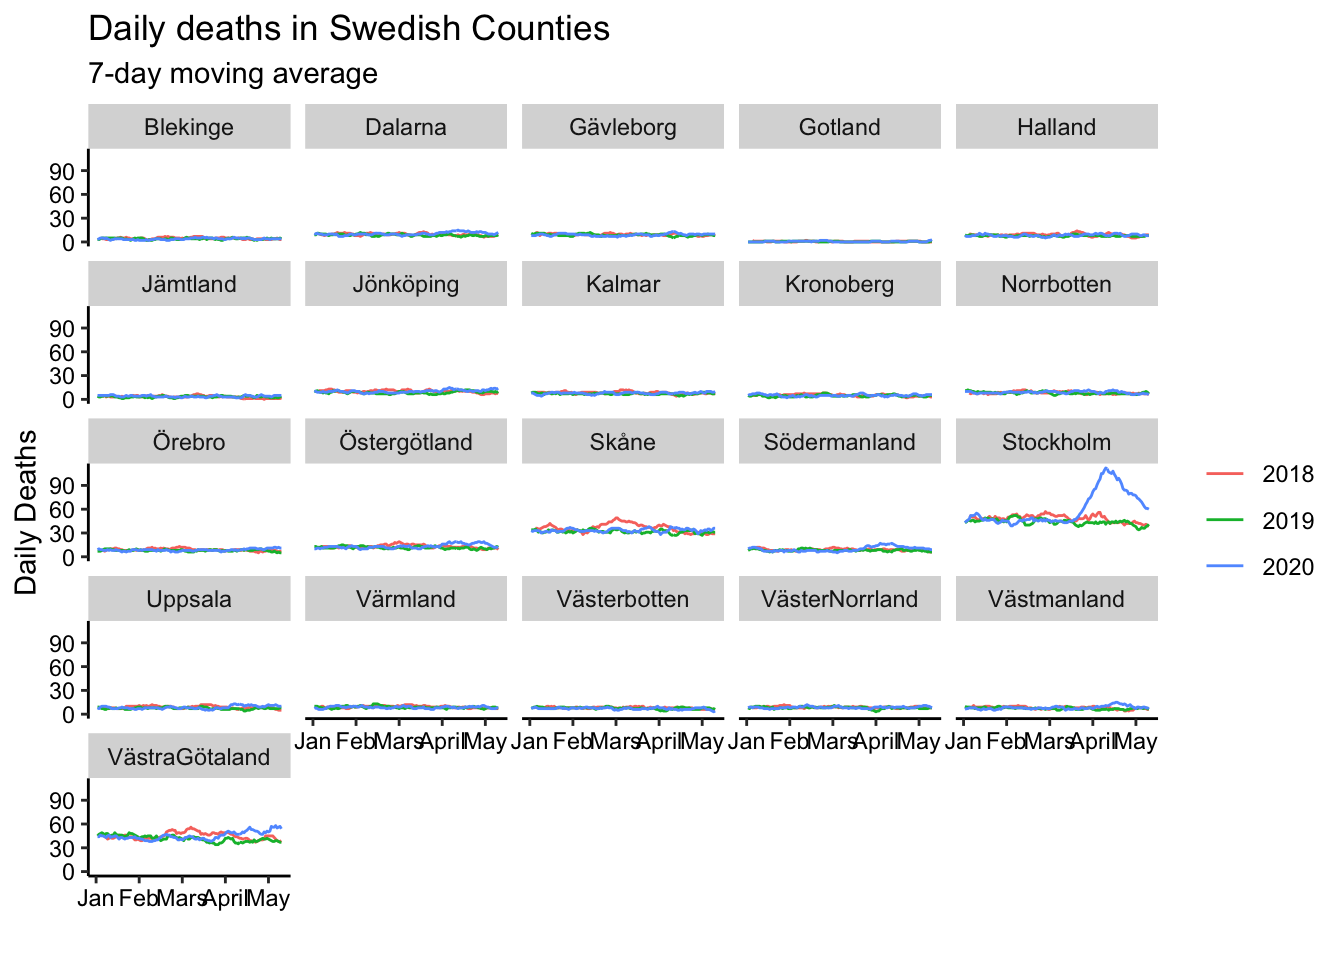 Daily deaths in Swedish Counties
7-day moving average
Blekinge Dalarna Gävleborg Gotland Halland
90
60
30
0
Jämtland Jönköping Kalmar Kronoberg Norrbotten
90
60
30
0
Örebro Östergötland Skåne Södermanland Stockholm
90
60
30
0
Daily Deaths
2018
2019
2020
Uppsala Värmland Västerbotten VästerNorrland Västmanland
90
60
30
0
Jan Feb Mars April May Jan Feb Mars April May Jan Feb Mars April May Jan Feb Mars April May
VästraGötaland
90
60
30
0
Jan Feb Mars April May